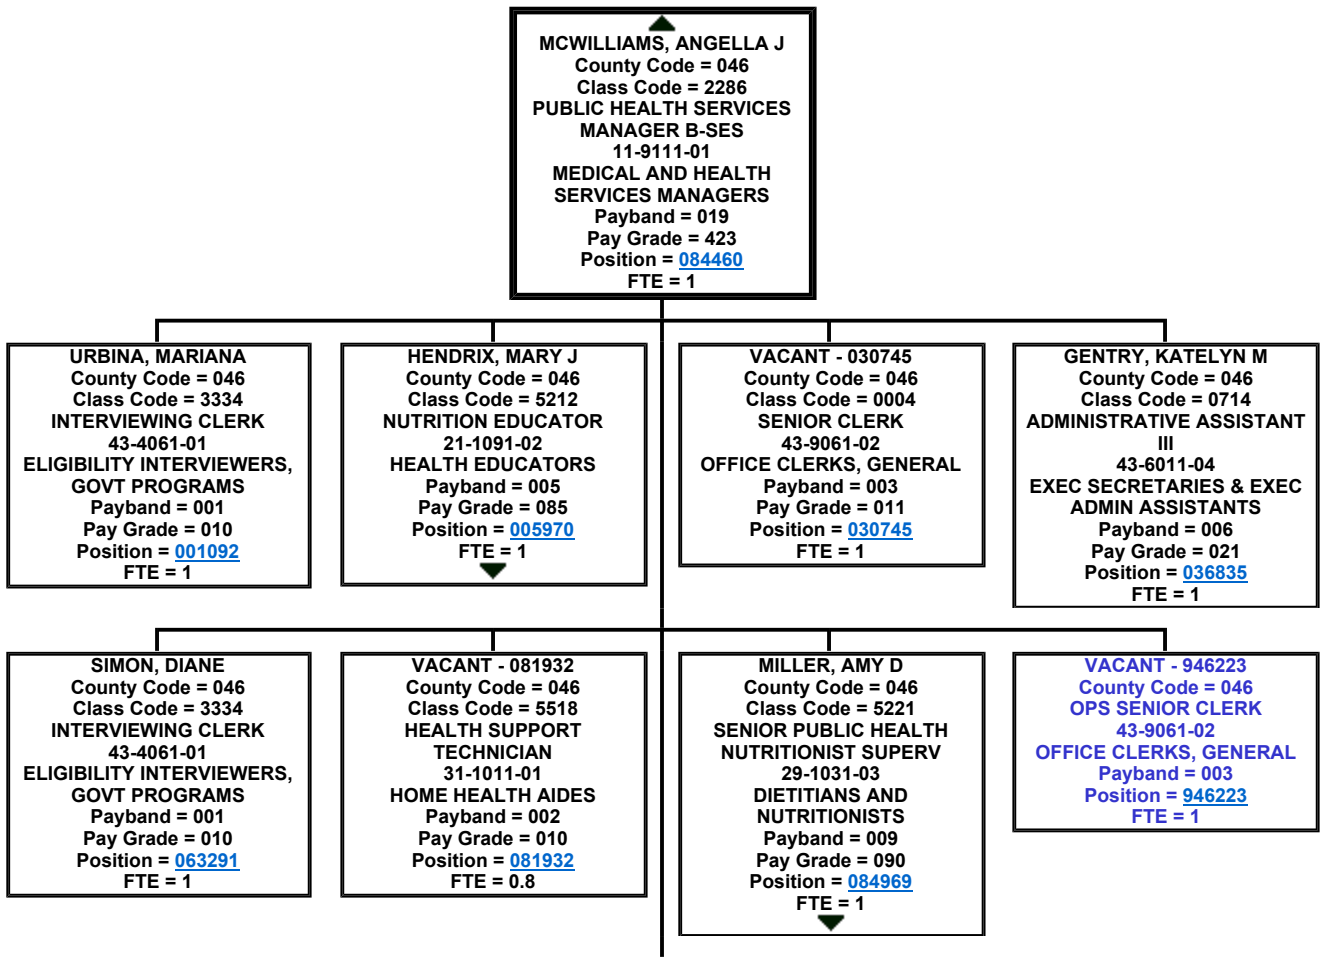 MCWILLIAMS, ANGELLA J
County Code = 046
Class Code = 2286
PUBLIC HEALTH SERVICES
MANAGER B-SES
11-9111-01
MEDICAL AND HEALTH
SERVICES MANAGERS
Payband = 019
Pay Grade = 423
Position = 084460
FTE = 1
URBINA, MARIANA
County Code = 046
Class Code = 3334
INTERVIEWING CLERK
43-4061-01
ELIGIBILITY INTERVIEWERS,
GOVT PROGRAMS
Payband = 001
Pay Grade = 010
Position = 001092
FTE = 1
HENDRIX, MARY J
County Code = 046
Class Code = 5212
NUTRITION EDUCATOR
21-1091-02
HEALTH EDUCATORS
Payband = 005
Pay Grade = 085
Position = 005970
FTE = 1
VACANT - 030745
County Code = 046
Class Code = 0004
SENIOR CLERK
43-9061-02
OFFICE CLERKS, GENERAL
Payband = 003
Pay Grade = 011
Position = 030745
FTE = 1
GENTRY, KATELYN M
County Code = 046
Class Code = 0714
ADMINISTRATIVE ASSISTANT
III
43-6011-04
EXEC SECRETARIES & EXEC
ADMIN ASSISTANTS
Payband = 006
Pay Grade = 021
Position = 036835
FTE = 1
SIMON, DIANE
County Code = 046
Class Code = 3334
INTERVIEWING CLERK
43-4061-01
ELIGIBILITY INTERVIEWERS,
GOVT PROGRAMS
Payband = 001
Pay Grade = 010
Position = 063291
FTE = 1
VACANT - 081932
County Code = 046
Class Code = 5518
HEALTH SUPPORT
TECHNICIAN
31-1011-01
HOME HEALTH AIDES
Payband = 002
Pay Grade = 010
Position = 081932
FTE = 0.8
MILLER, AMY D
County Code = 046
Class Code = 5221
SENIOR PUBLIC HEALTH
NUTRITIONIST SUPERV
29-1031-03
DIETITIANS AND
NUTRITIONISTS
Payband = 009
Pay Grade = 090
Position = 084969
FTE = 1
VACANT - 946223
County Code = 046
OPS SENIOR CLERK
43-9061-02
OFFICE CLERKS, GENERAL
Payband = 003
Position = 946223
FTE = 1